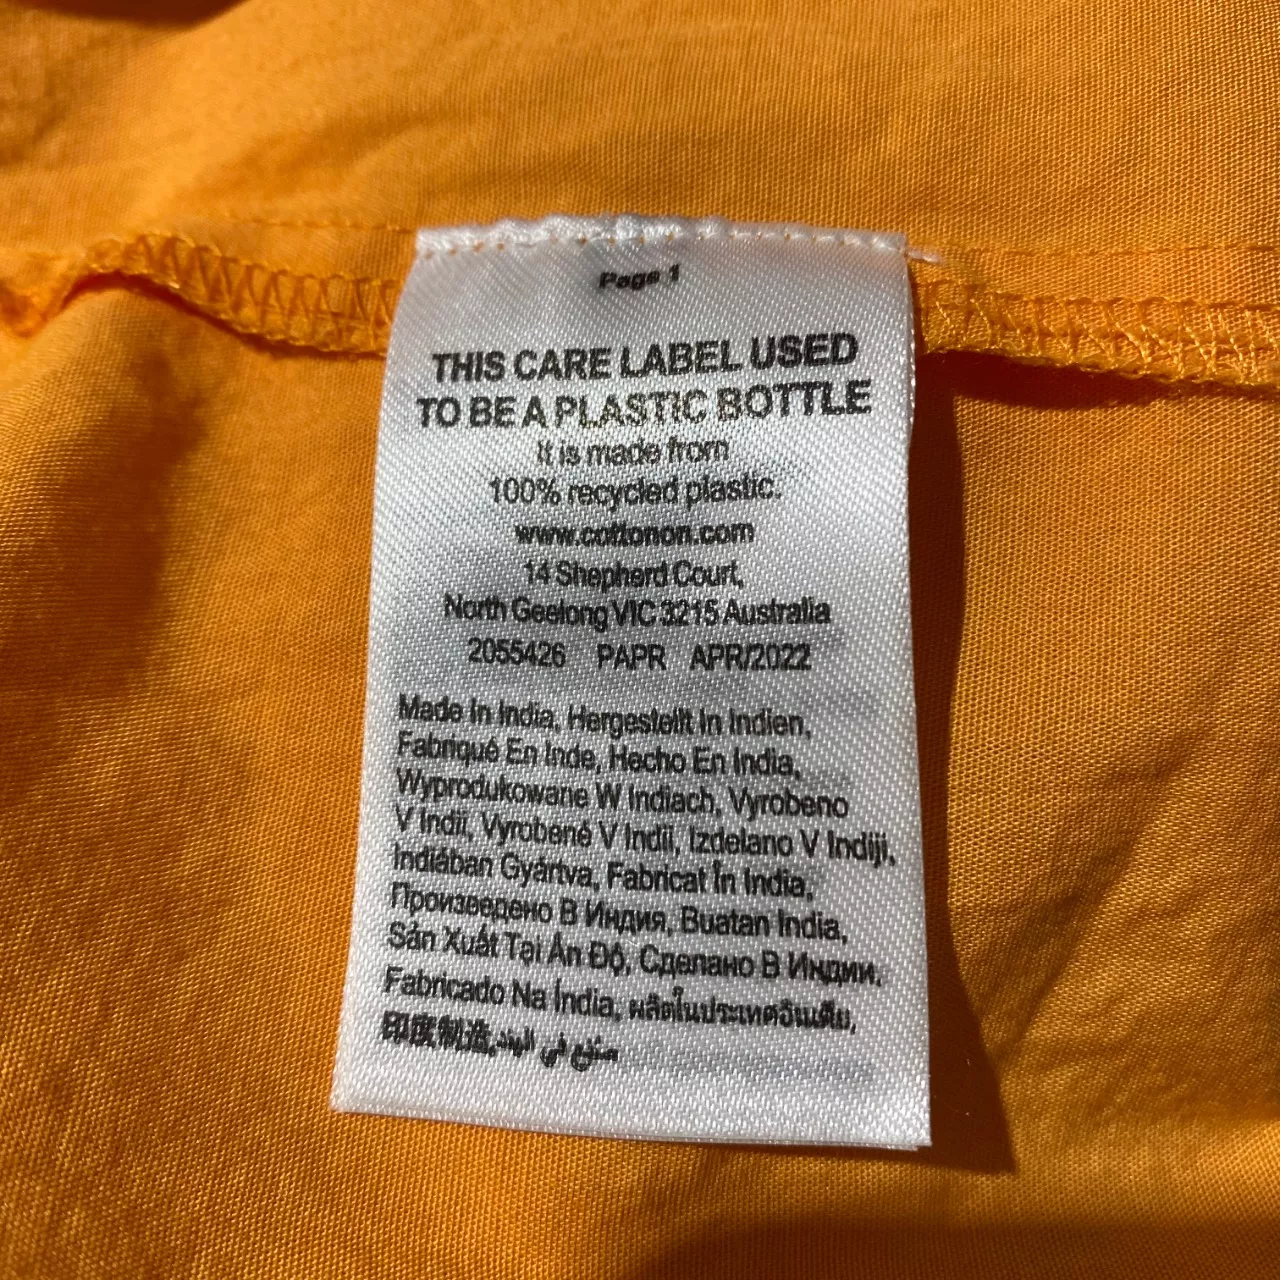 Page 1
THIS CARE LABEL USED
TO BE A PLASTIC BOTTLE
It is made from
100% recycled plastic.
www.cottonon.com
14 Shepherd Court,
North Geelong VIC 3215 Australia
2055426 PAPR APR/2022
Made In India, Hergestellt In Indien,
Fabriqué En Inde, Hecho En India,
Wyprodukowane W Indiach, Vyrobeno
V Indii, Vyrobené V Indii, Izdelano V Indiji,
Indiában Gyártva, Fabricat În India,
Произведено В Индия, Buatan India,
Sản Xuất Tại Ấn Độ, Сделано В Индии,
Fabricado Na Índia, ผลิตในประเทศอินเดีย,
印度制造, صنع في الهند